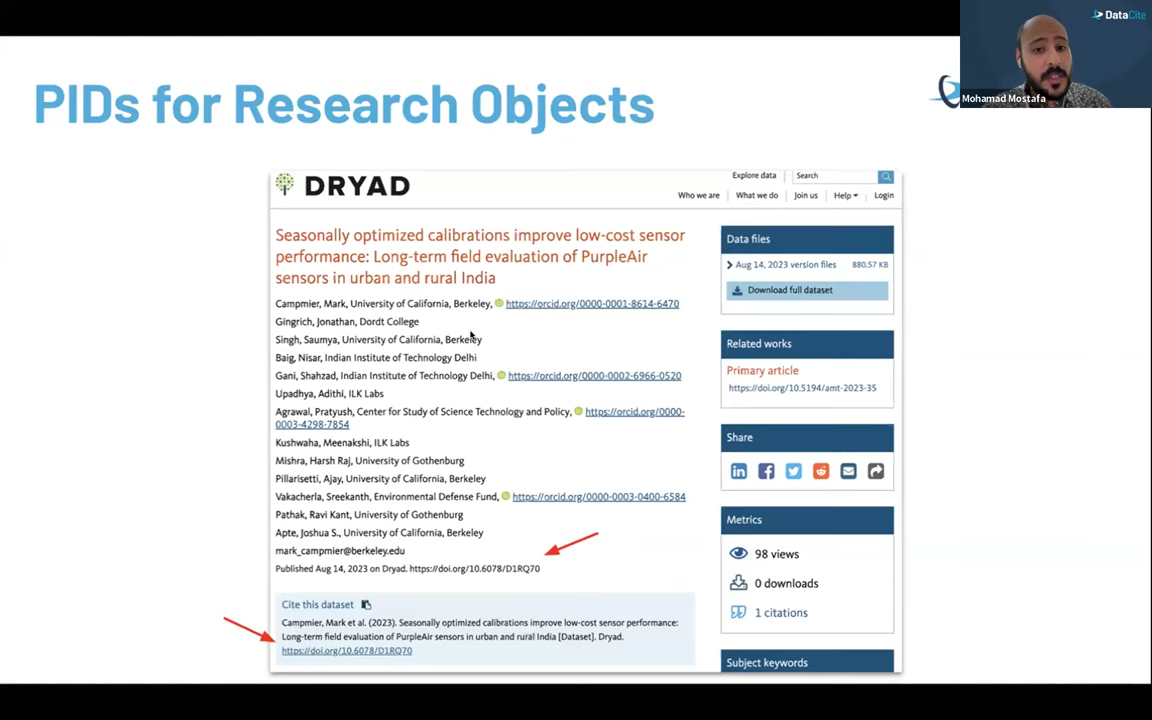 DataCite
Mohamad Mostafa
PIDs for Research Objects
DRYAD
Explore data
Search
Who we are
What we do
Join us
Help
Login
Seasonally optimized calibrations improve low-cost sensor
performance: Long-term field evaluation of PurpleAir
sensors in urban and rural India
Campmier, Mark, University of California, Berkeley, https://orcid.org/0000-0001-8614-6470
Gingrich, Jonathan, Dordt College
Singh, Saumya, University of California, Berkeley
Baig, Nisar, Indian Institute of Technology Delhi
Gani, Shahzad, Indian Institute of Technology Delhi, https://orcid.org/0000-0002-6966-0520
Upadhya, Adithi, ILK Labs
Agrawal, Pratyush, Center for Study of Science Technology and Policy, https://orcid.org/0000-
0003-4298-7854
Kushwaha, Meenakshi, ILK Labs
Mishra, Harsh Raj, University of Gothenburg
Pillarisetti, Ajay, University of California, Berkeley
Vakacherla, Sreekanth, Environmental Defense Fund, https://orcid.org/0000-0003-0400-6584
Pathak, Ravi Kant, University of Gothenburg
Apte, Joshua S., University of California, Berkeley
mark_campmier@berkeley.edu
Published Aug 14, 2023 on Dryad. https://doi.org/10.6078/D1RQ70
Cite this dataset
Campmier, Mark et al. (2023). Seasonally optimized calibrations improve low-cost sensor performance:
Long-term field evaluation of PurpleAir sensors in urban and rural India [Dataset]. Dryad.
https://doi.org/10.6078/D1RQ70
Data files
Aug 14, 2023 version files 880.57 KB
Download full dataset
Related works
Primary article
https://doi.org/10.5194/amt-2023-35
Share
Metrics
98 views
0 downloads
1 citations
Subject keywords